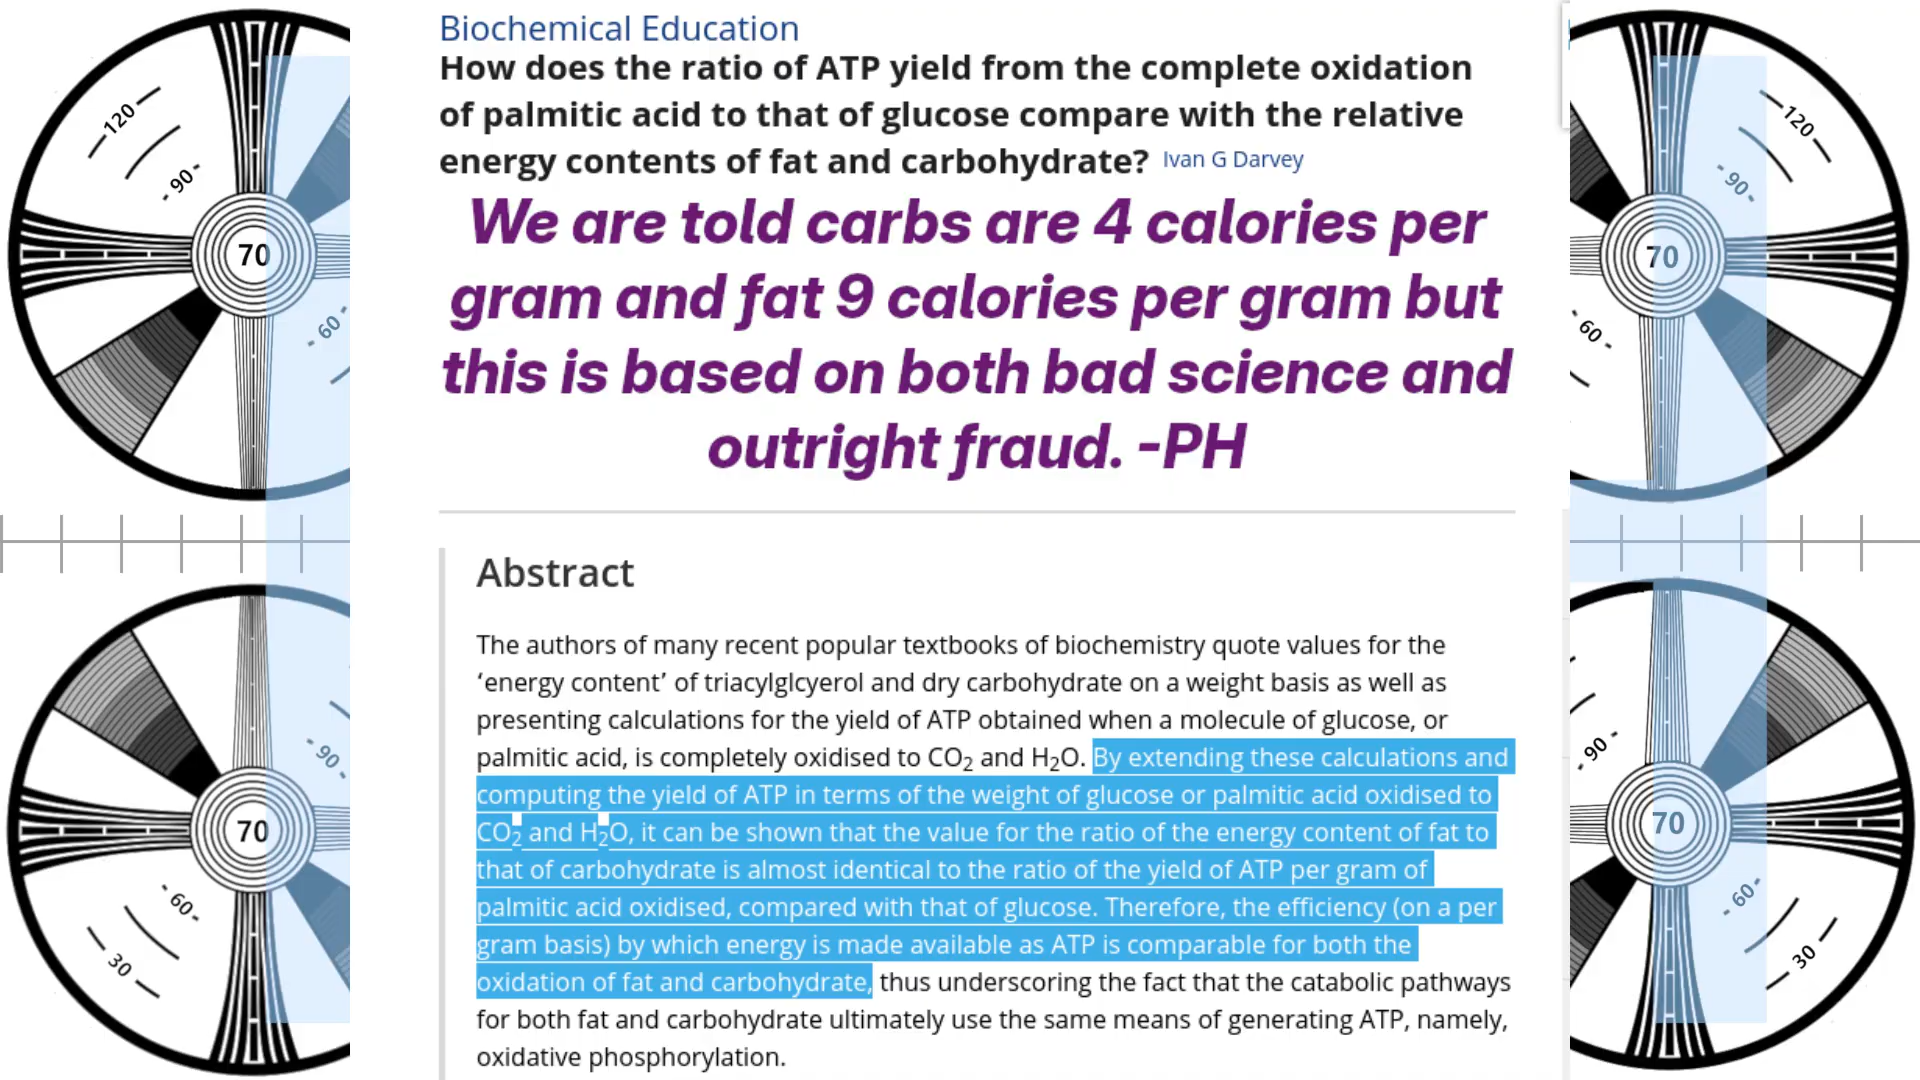 Biochemical Education
How does the ratio of ATP yield from the complete oxidation
of palmitic acid to that of glucose compare with the relative
energy contents of fat and carbohydrate? Ivan G Darvey
We are told carbs are 4 calories per
gram and fat 9 calories per gram but
this is based on both bad science and
outright fraud. -PH
Abstract
The authors of many recent popular textbooks of biochemistry quote values for the
‘energy content’ of triacylglcyerol and dry carbohydrate on a weight basis as well as
presenting calculations for the yield of ATP obtained when a molecule of glucose, or
palmitic acid, is completely oxidised to CO2 and H2O. By extending these calculations and
computing the yield of ATP in terms of the weight of glucose or palmitic acid oxidised to
CO2 and H2O, it can be shown that the value for the ratio of the energy content of fat to
that of carbohydrate is almost identical to the ratio of the yield of ATP per gram of
palmitic acid oxidised, compared with that of glucose. Therefore, the efficiency (on a per
gram basis) by which energy is made available as ATP is comparable for both the
oxidation of fat and carbohydrate, thus underscoring the fact that the catabolic pathways
for both fat and carbohydrate ultimately use the same means of generating ATP, namely,
oxidative phosphorylation.
120
90
70
60
120
90
70
60
90
70
60
30
90
70
60
30